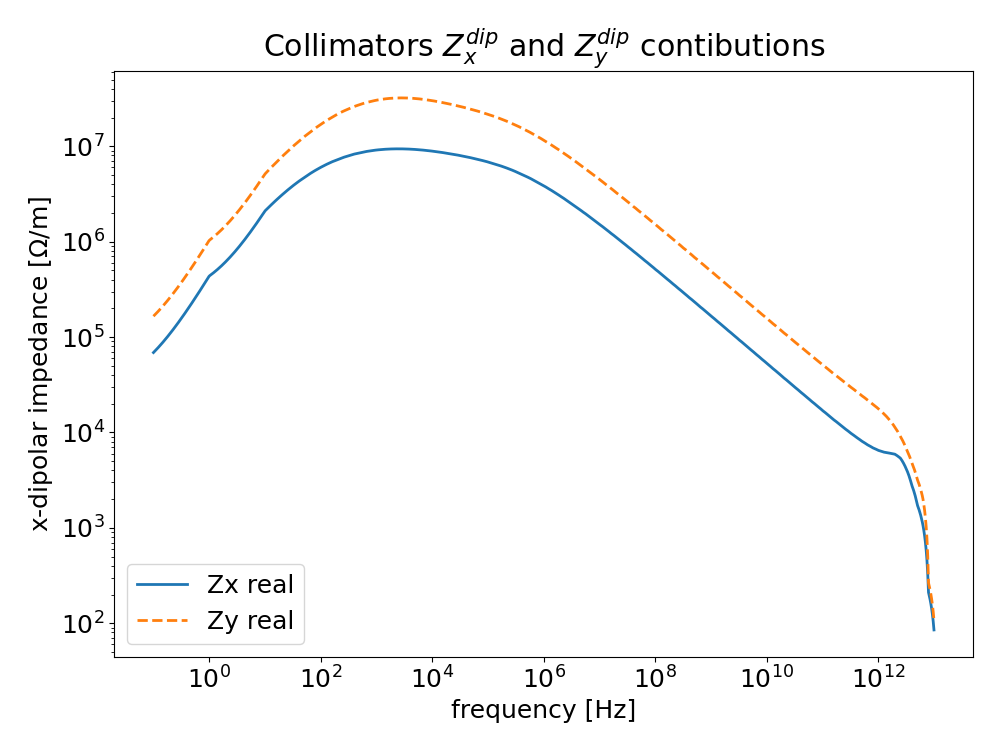 Collimators $Z_x^{dip}$ and $Z_y^{dip}$ contibutions
x-dipolar impedance [Ω/m]
10^7
10^6
10^5
10^4
10^3
10^2
Zx real
Zy real
10^0 10^2 10^4 10^6 10^8 10^10 10^12
frequency [Hz]